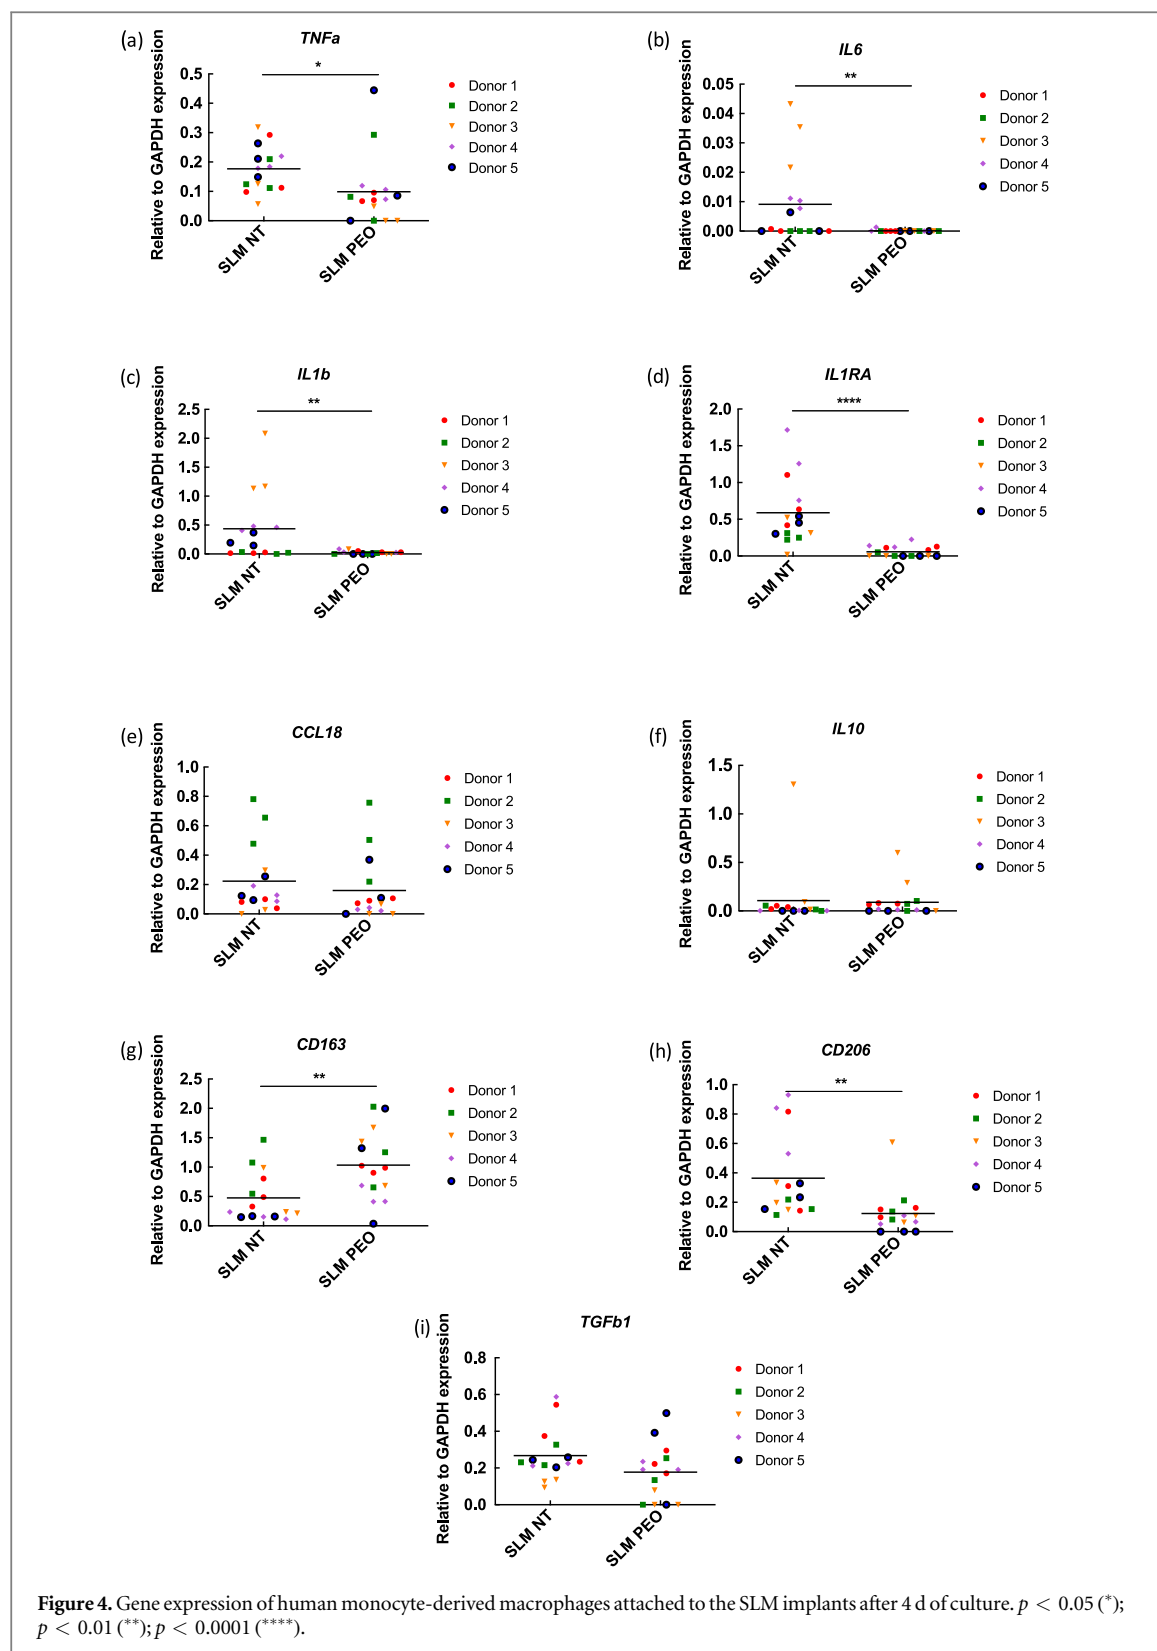 (a)
TNFa
*
Relative to GAPDH expression
0.5
0.4
0.3
0.2
0.1
0.0
SLM NT
SLM PEO
Donor 1
Donor 2
Donor 3
Donor 4
Donor 5
(b)
IL6
**
Relative to GAPDH expression
0.05
0.04
0.03
0.02
0.01
0.00
SLM NT
SLM PEO
Donor 1
Donor 2
Donor 3
Donor 4
Donor 5
(c)
IL1b
**
Relative to GAPDH expression
2.5
2.0
1.5
1.0
0.5
0.0
SLM NT
SLM PEO
Donor 1
Donor 2
Donor 3
Donor 4
Donor 5
(d)
IL1RA
****
Relative to GAPDH expression
2.0
1.5
1.0
0.5
0.0
SLM NT
SLM PEO
Donor 1
Donor 2
Donor 3
Donor 4
Donor 5
(e)
CCL18
Relative to GAPDH expression
1.0
0.8
0.6
0.4
0.2
0.0
SLM NT
SLM PEO
Donor 1
Donor 2
Donor 3
Donor 4
Donor 5
(f)
IL10
Relative to GAPDH expression
1.5
1.0
0.5
0.0
SLM NT
SLM PEO
Donor 1
Donor 2
Donor 3
Donor 4
Donor 5
(g)
CD163
**
Relative to GAPDH expression
2.5
2.0
1.5
1.0
0.5
0.0
SLM NT
SLM PEO
Donor 1
Donor 2
Donor 3
Donor 4
Donor 5
(h)
CD206
**
Relative to GAPDH expression
1.0
0.8
0.6
0.4
0.2
0.0
SLM NT
SLM PEO
Donor 1
Donor 2
Donor 3
Donor 4
Donor 5
(i)
TGFb1
Relative to GAPDH expression
0.8
0.6
0.4
0.2
0.0
SLM NT
SLM PEO
Donor 1
Donor 2
Donor 3
Donor 4
Donor 5
Figure 4. Gene expression of human monocyte-derived macrophages attached to the SLM implants after 4 d of culture. p < 0.05 (*);
p < 0.01 (**); p < 0.0001 (****).